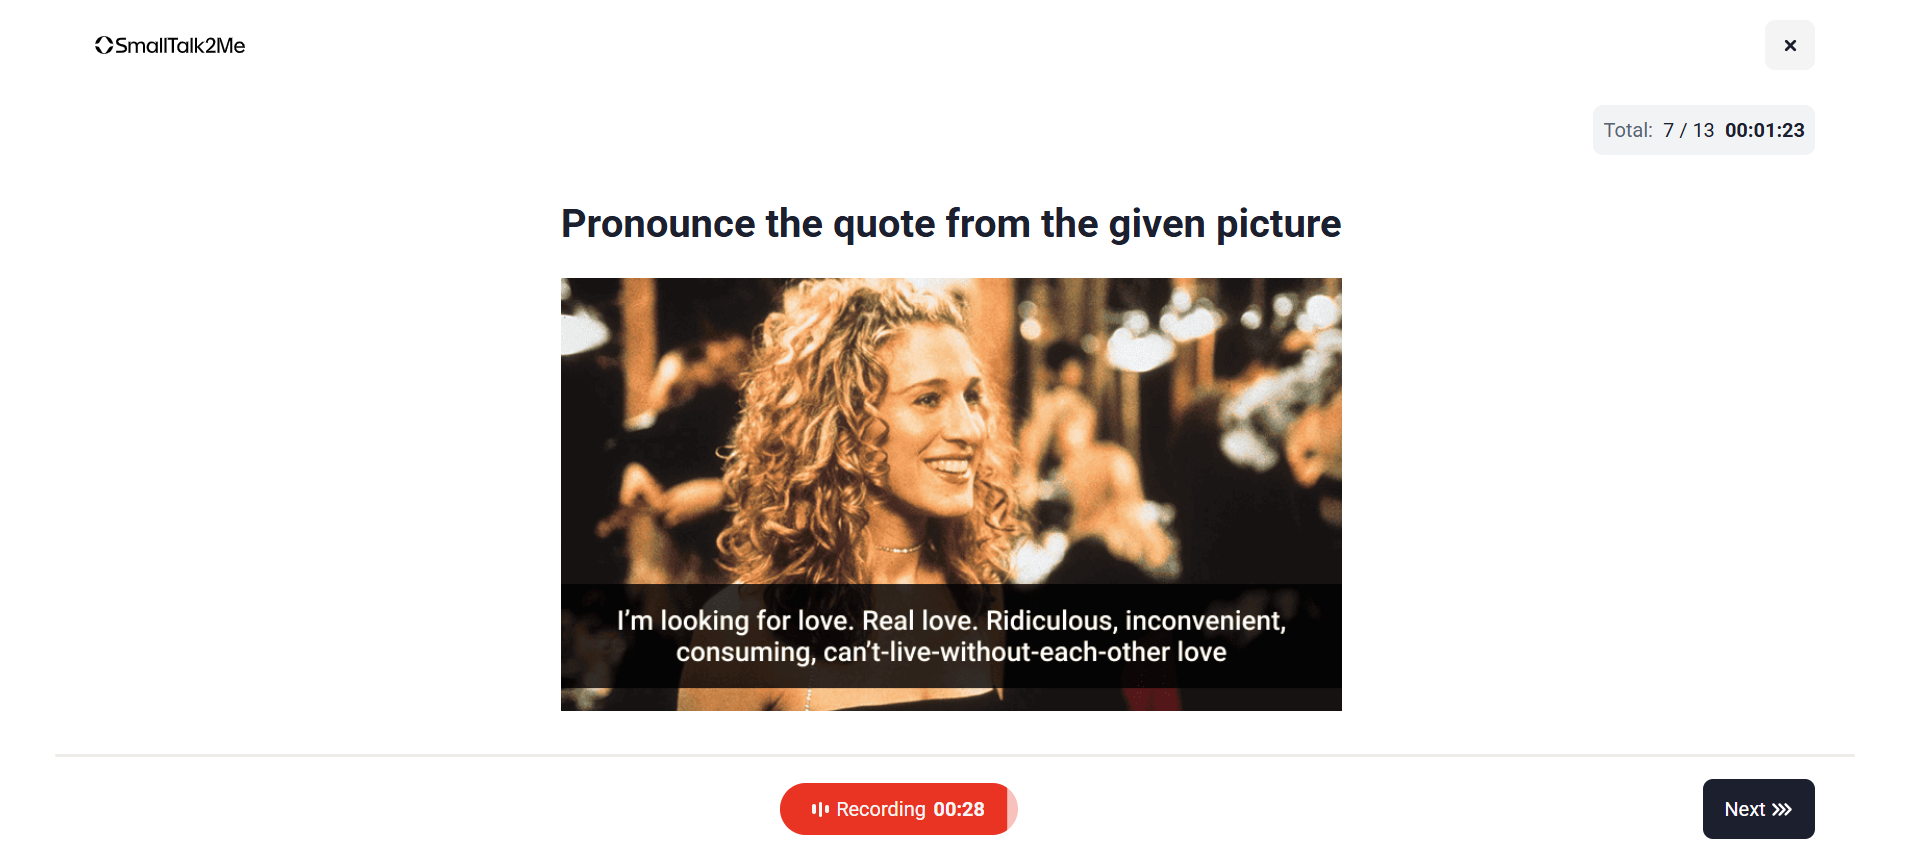 SmallTalk2Me
Total: 7 / 13 00:01:23
Pronounce the quote from the given picture
I’m looking for love. Real love. Ridiculous, inconvenient,
consuming, can’t-live-without-each-other love
Recording 00:28
Next